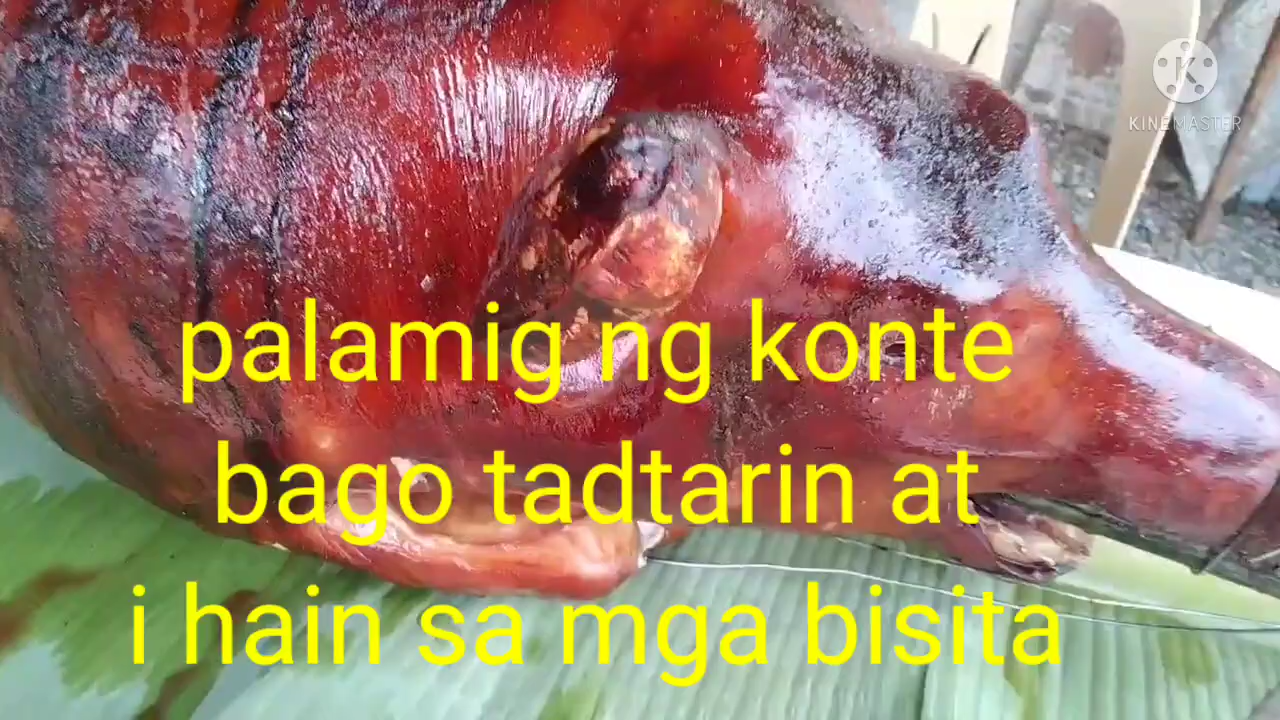 KINEMASTER
palamig ng konte
bago tadtarin at
i hain sa mga bisita